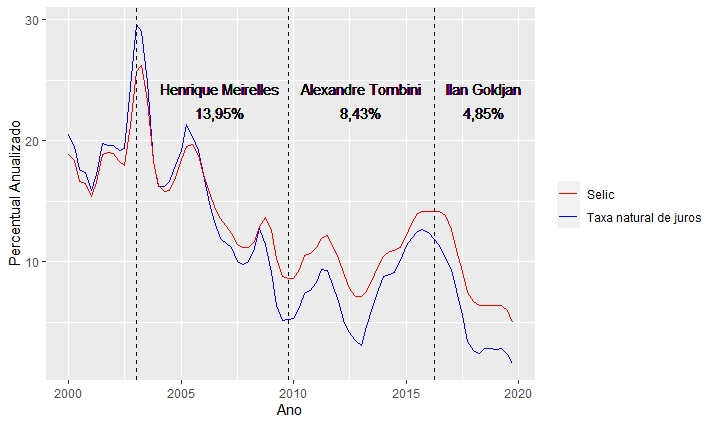 30
20
10
Percentual Anualizado
Henrique Meirelles
13,95%
Alexandre Tombini
8,43%
Ilan Goldjan
4,85%
2000
2005
2010
2015
2020
Ano
Selic
Taxa natural de juros